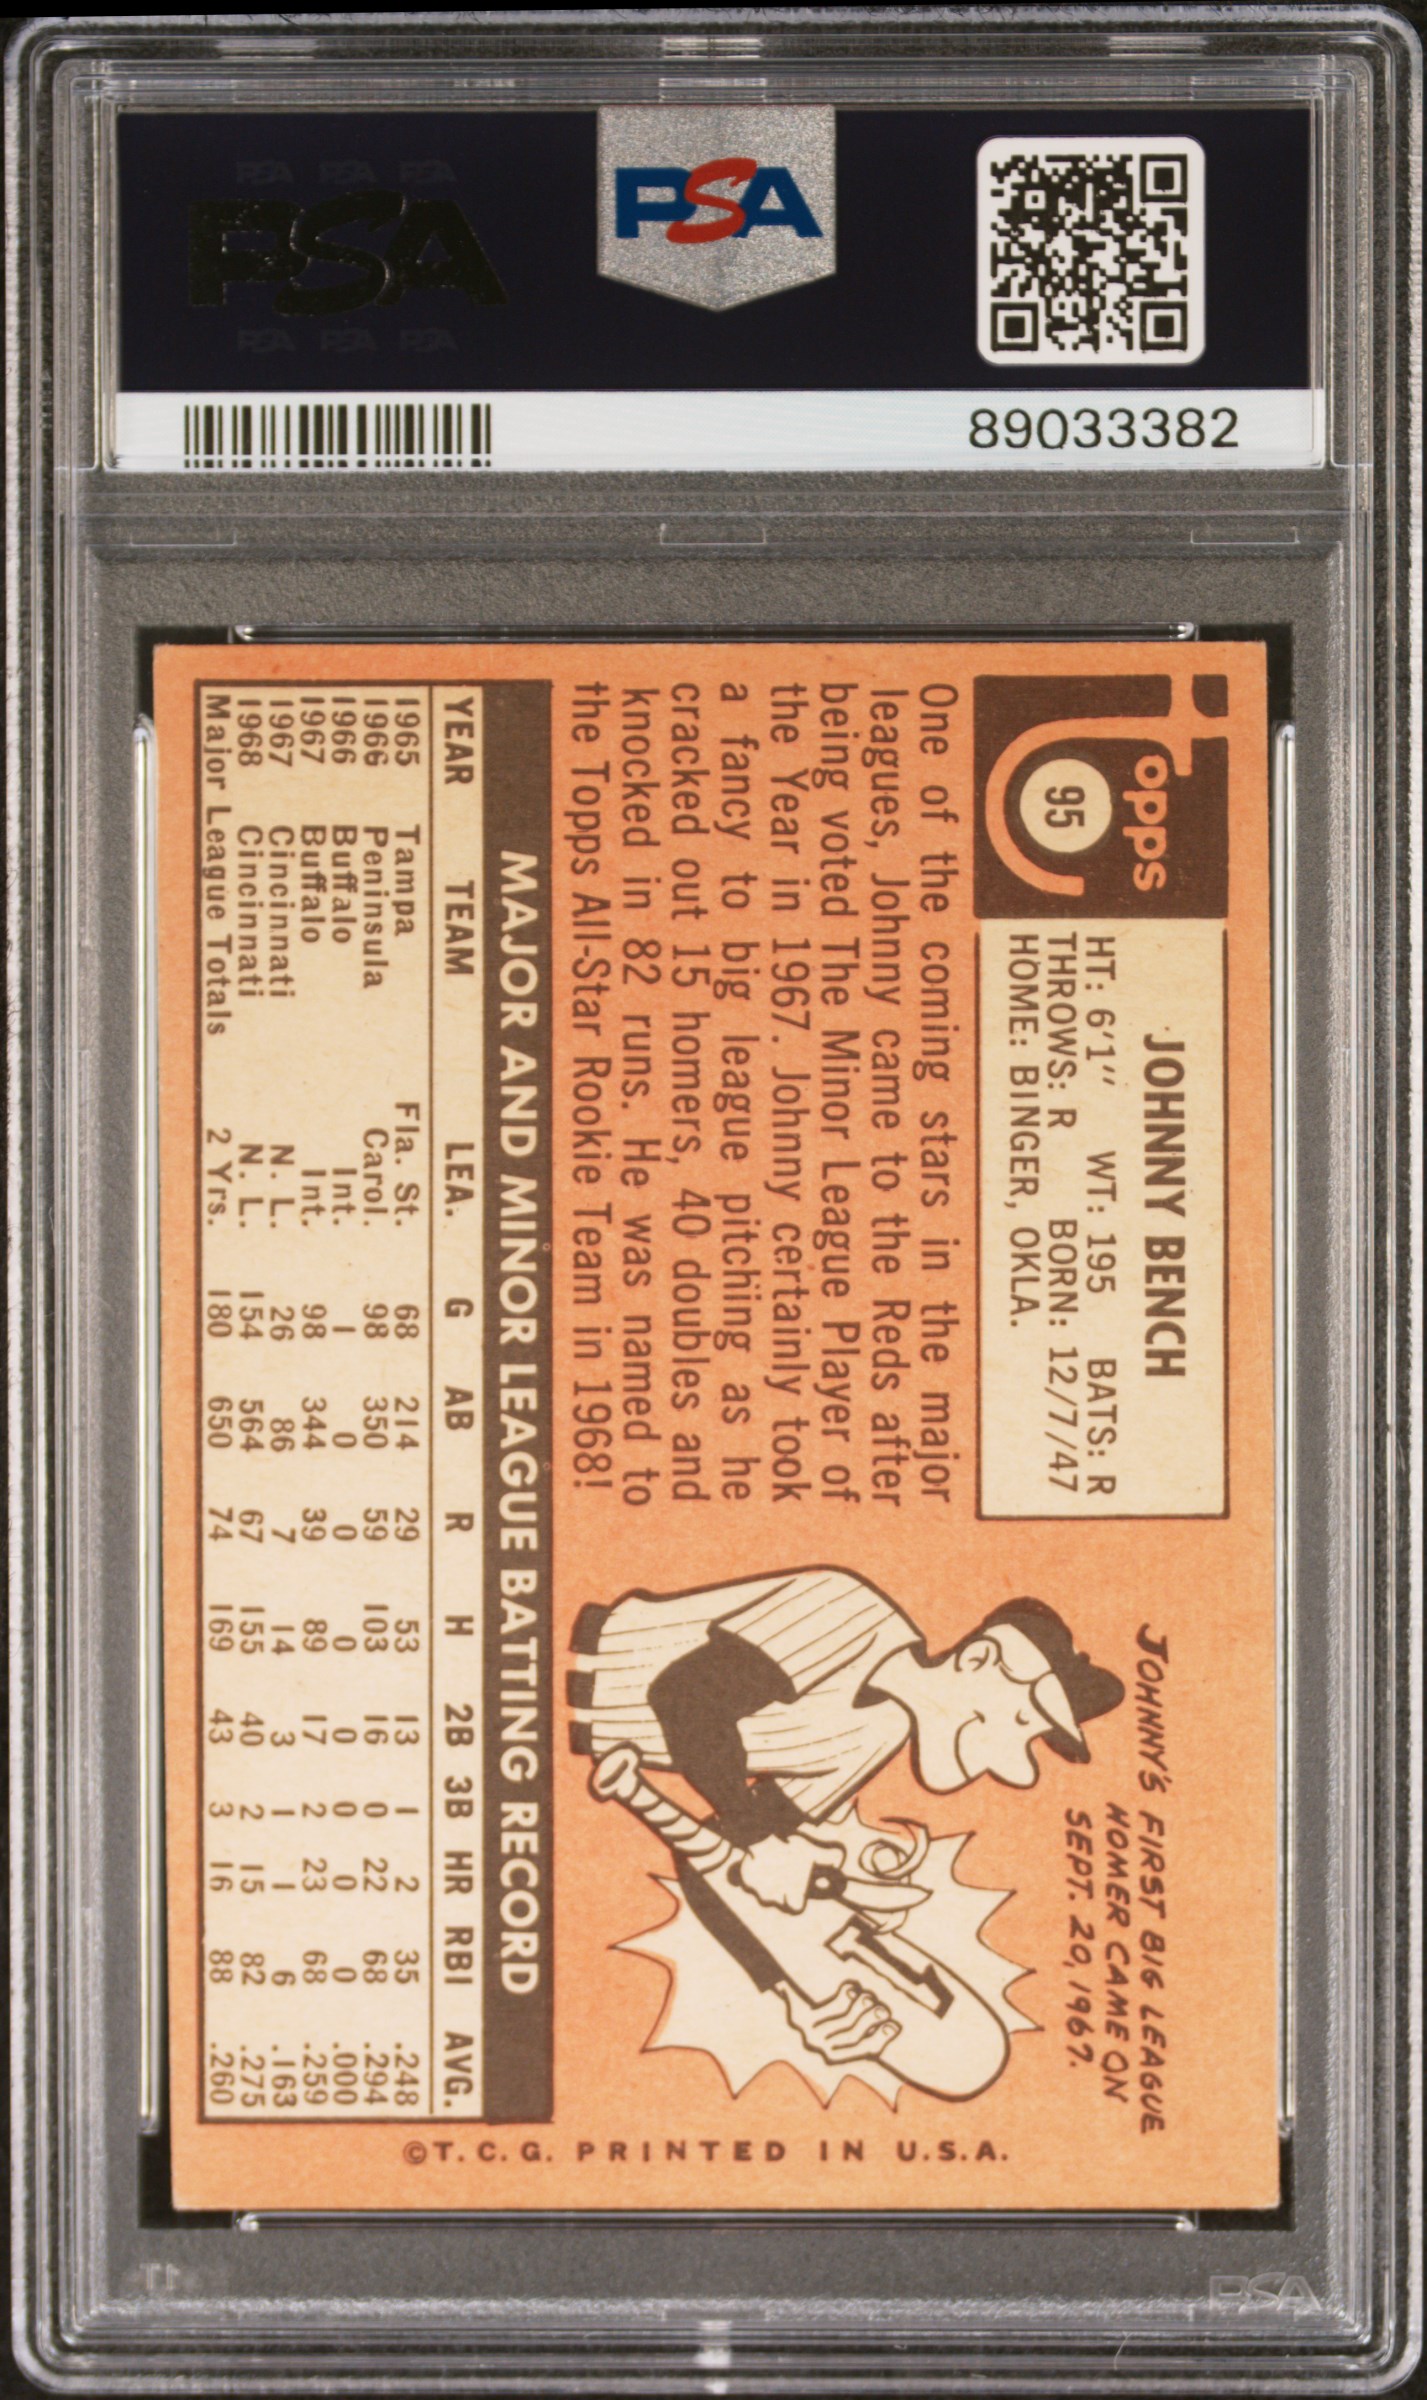 PSA PSA PSA
PSA
PSA PSA PSA
PSA
89033382
Topps
95
JOHNNY BENCH
HT: 6'1" WT: 195 BATS: R
THROWS: R BORN: 12/7/47
HOME: BINGER, OKLA.
JOHNNY'S FIRST BIG LEAGUE
HOMER CAME ON
SEPT. 20, 1967.
One of the coming stars in the major
leagues, Johnny came to the Reds after
being voted The Minor League Player of
the Year in 1967. Johnny certainly took
a fancy to big league pitching as he
cracked out 15 homers, 40 doubles and
knocked in 82 runs. He was named to
the Topps All-Star Rookie Team in 1968!
1
MAJOR AND MINOR LEAGUE BATTING RECORD
YEAR TEAM LEA. G AB R H 2B 3B HR RBI AVG.
1965 Tampa Fla. St. 68 214 29 53 13 1 2 35 .248
1966 Peninsula Carol. 98 350 59 103 16 0 22 68 .294
1966 Buffalo Int. 1 0 0 0 0 0 0 0 .000
1967 Buffalo Int. 98 344 39 89 17 2 23 68 .259
1967 Cincinnati N. L. 26 86 7 14 3 1 1 6 .163
1968 Cincinnati N. L. 154 564 67 155 40 2 15 82 .275
Major League Totals 2 Yrs. 180 650 74 169 43 3 16 88 .260
©T.C.G. PRINTED IN U.S.A.
PSA